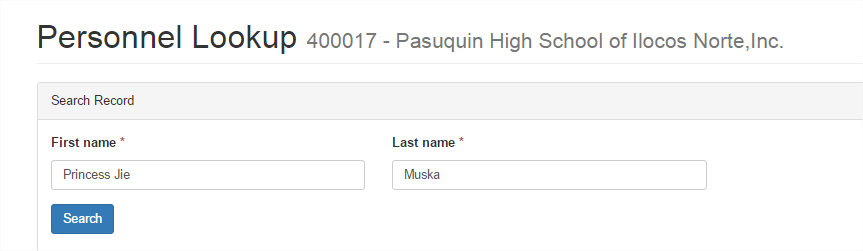 Personnel Lookup 400017 - Pasuquin High School of Ilocos Norte,Inc.
Search Record
First name * Last name *
Princess Jie Muska
Search